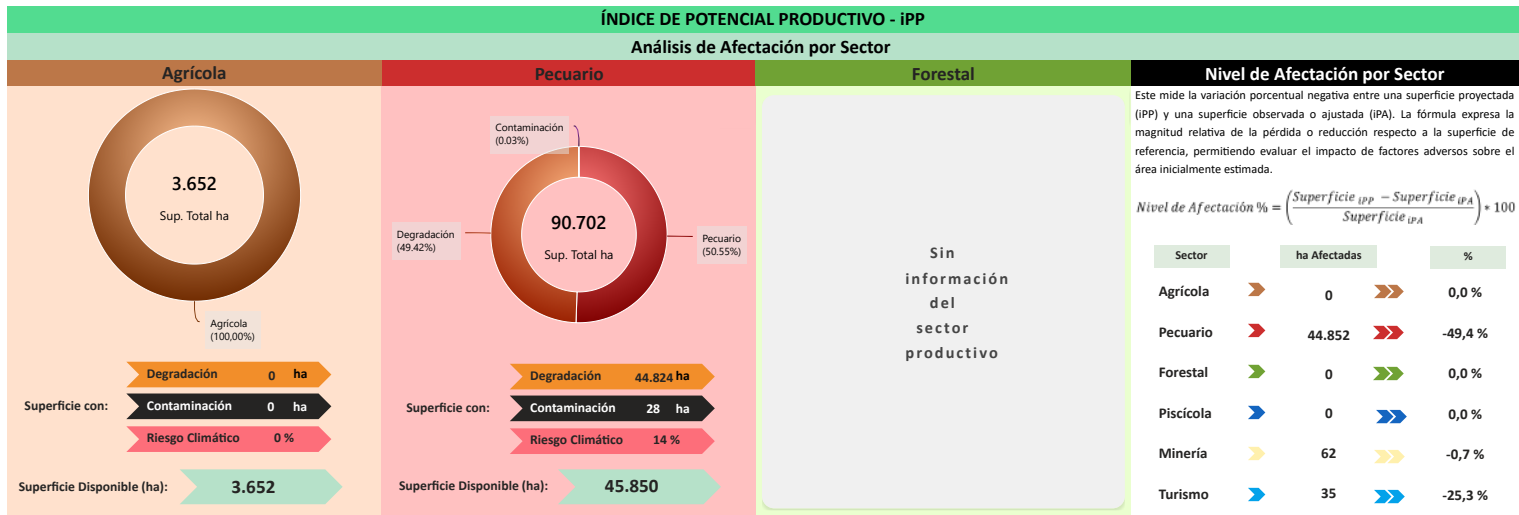 ÍNDICE DE POTENCIAL PRODUCTIVO - iPP
Análisis de Afectación por Sector
Agrícola
3.652
Sup. Total ha
Agrícola
(100,00%)
Superficie con:
Degradación 0 ha
Contaminación 0 ha
Riesgo Climático 0 %
Superficie Disponible (ha): 3.652
Pecuario
Contaminación
(0.03%)
Degradación
(49.42%)
90.702
Sup. Total ha
Pecuario
(50.55%)
Superficie con:
Degradación 44.824 ha
Contaminación 28 ha
Riesgo Climático 14 %
Superficie Disponible (ha): 45.850
Forestal
Sin
información
del
sector
productivo
Nivel de Afectación por Sector
Este mide la variación porcentual negativa entre una superficie proyectada
(iPP) y una superficie observada o ajustada (iPA). La fórmula expresa la
magnitud relativa de la pérdida o reducción respecto a la superficie de
referencia, permitiendo evaluar el impacto de factores adversos sobre el
área inicialmente estimada.
Nivel de Afectación % = (Superficie iPP − Superficie iPA / Superficie iPA) * 100
Sector ha Afectadas %
Agrícola 0 0,0 %
Pecuario 44.852 -49,4 %
Forestal 0 0,0 %
Piscícola 0 0,0 %
Minería 62 -0,7 %
Turismo 35 -25,3 %